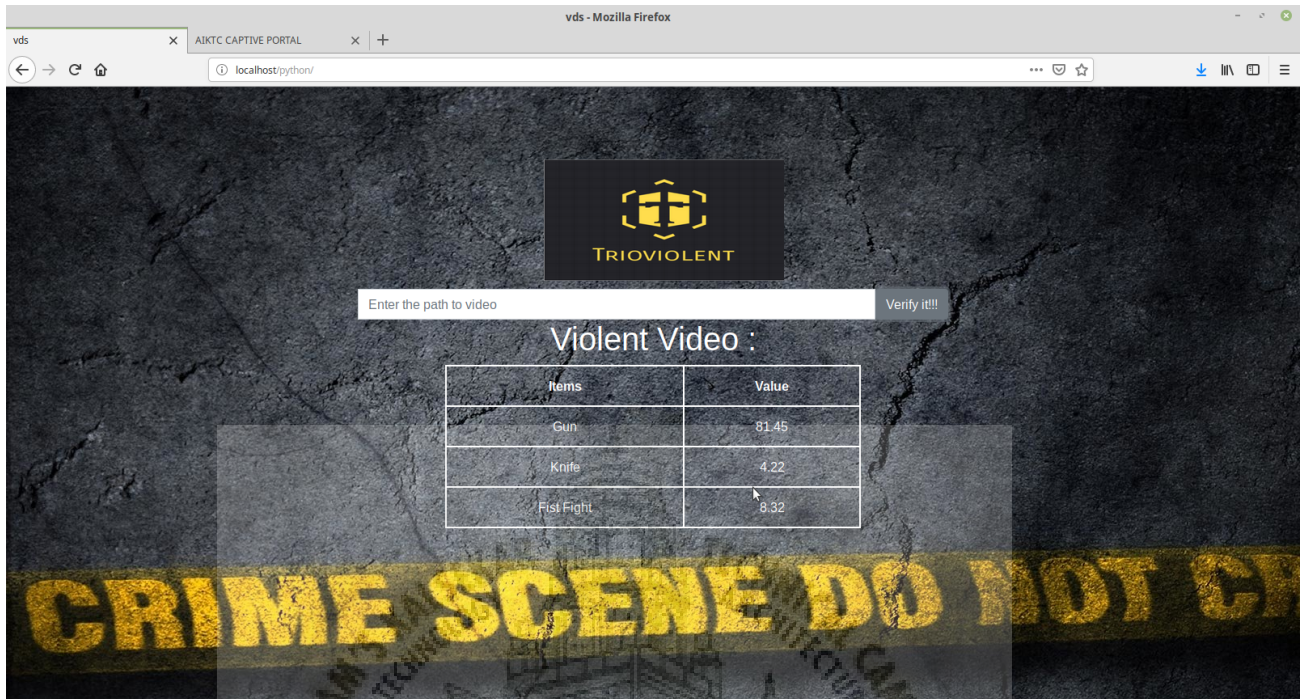 vds - Mozilla Firefox
vds
AIKTC CAPTIVE PORTAL
localhost/python/
TRIOVIOLENT
Enter the path to video
Verify it!!!
Violent Video :
Items Value
Gun 81.45
Knife 4.22
Fist Fight 8.32
CRIME SCENE DO NOT CR